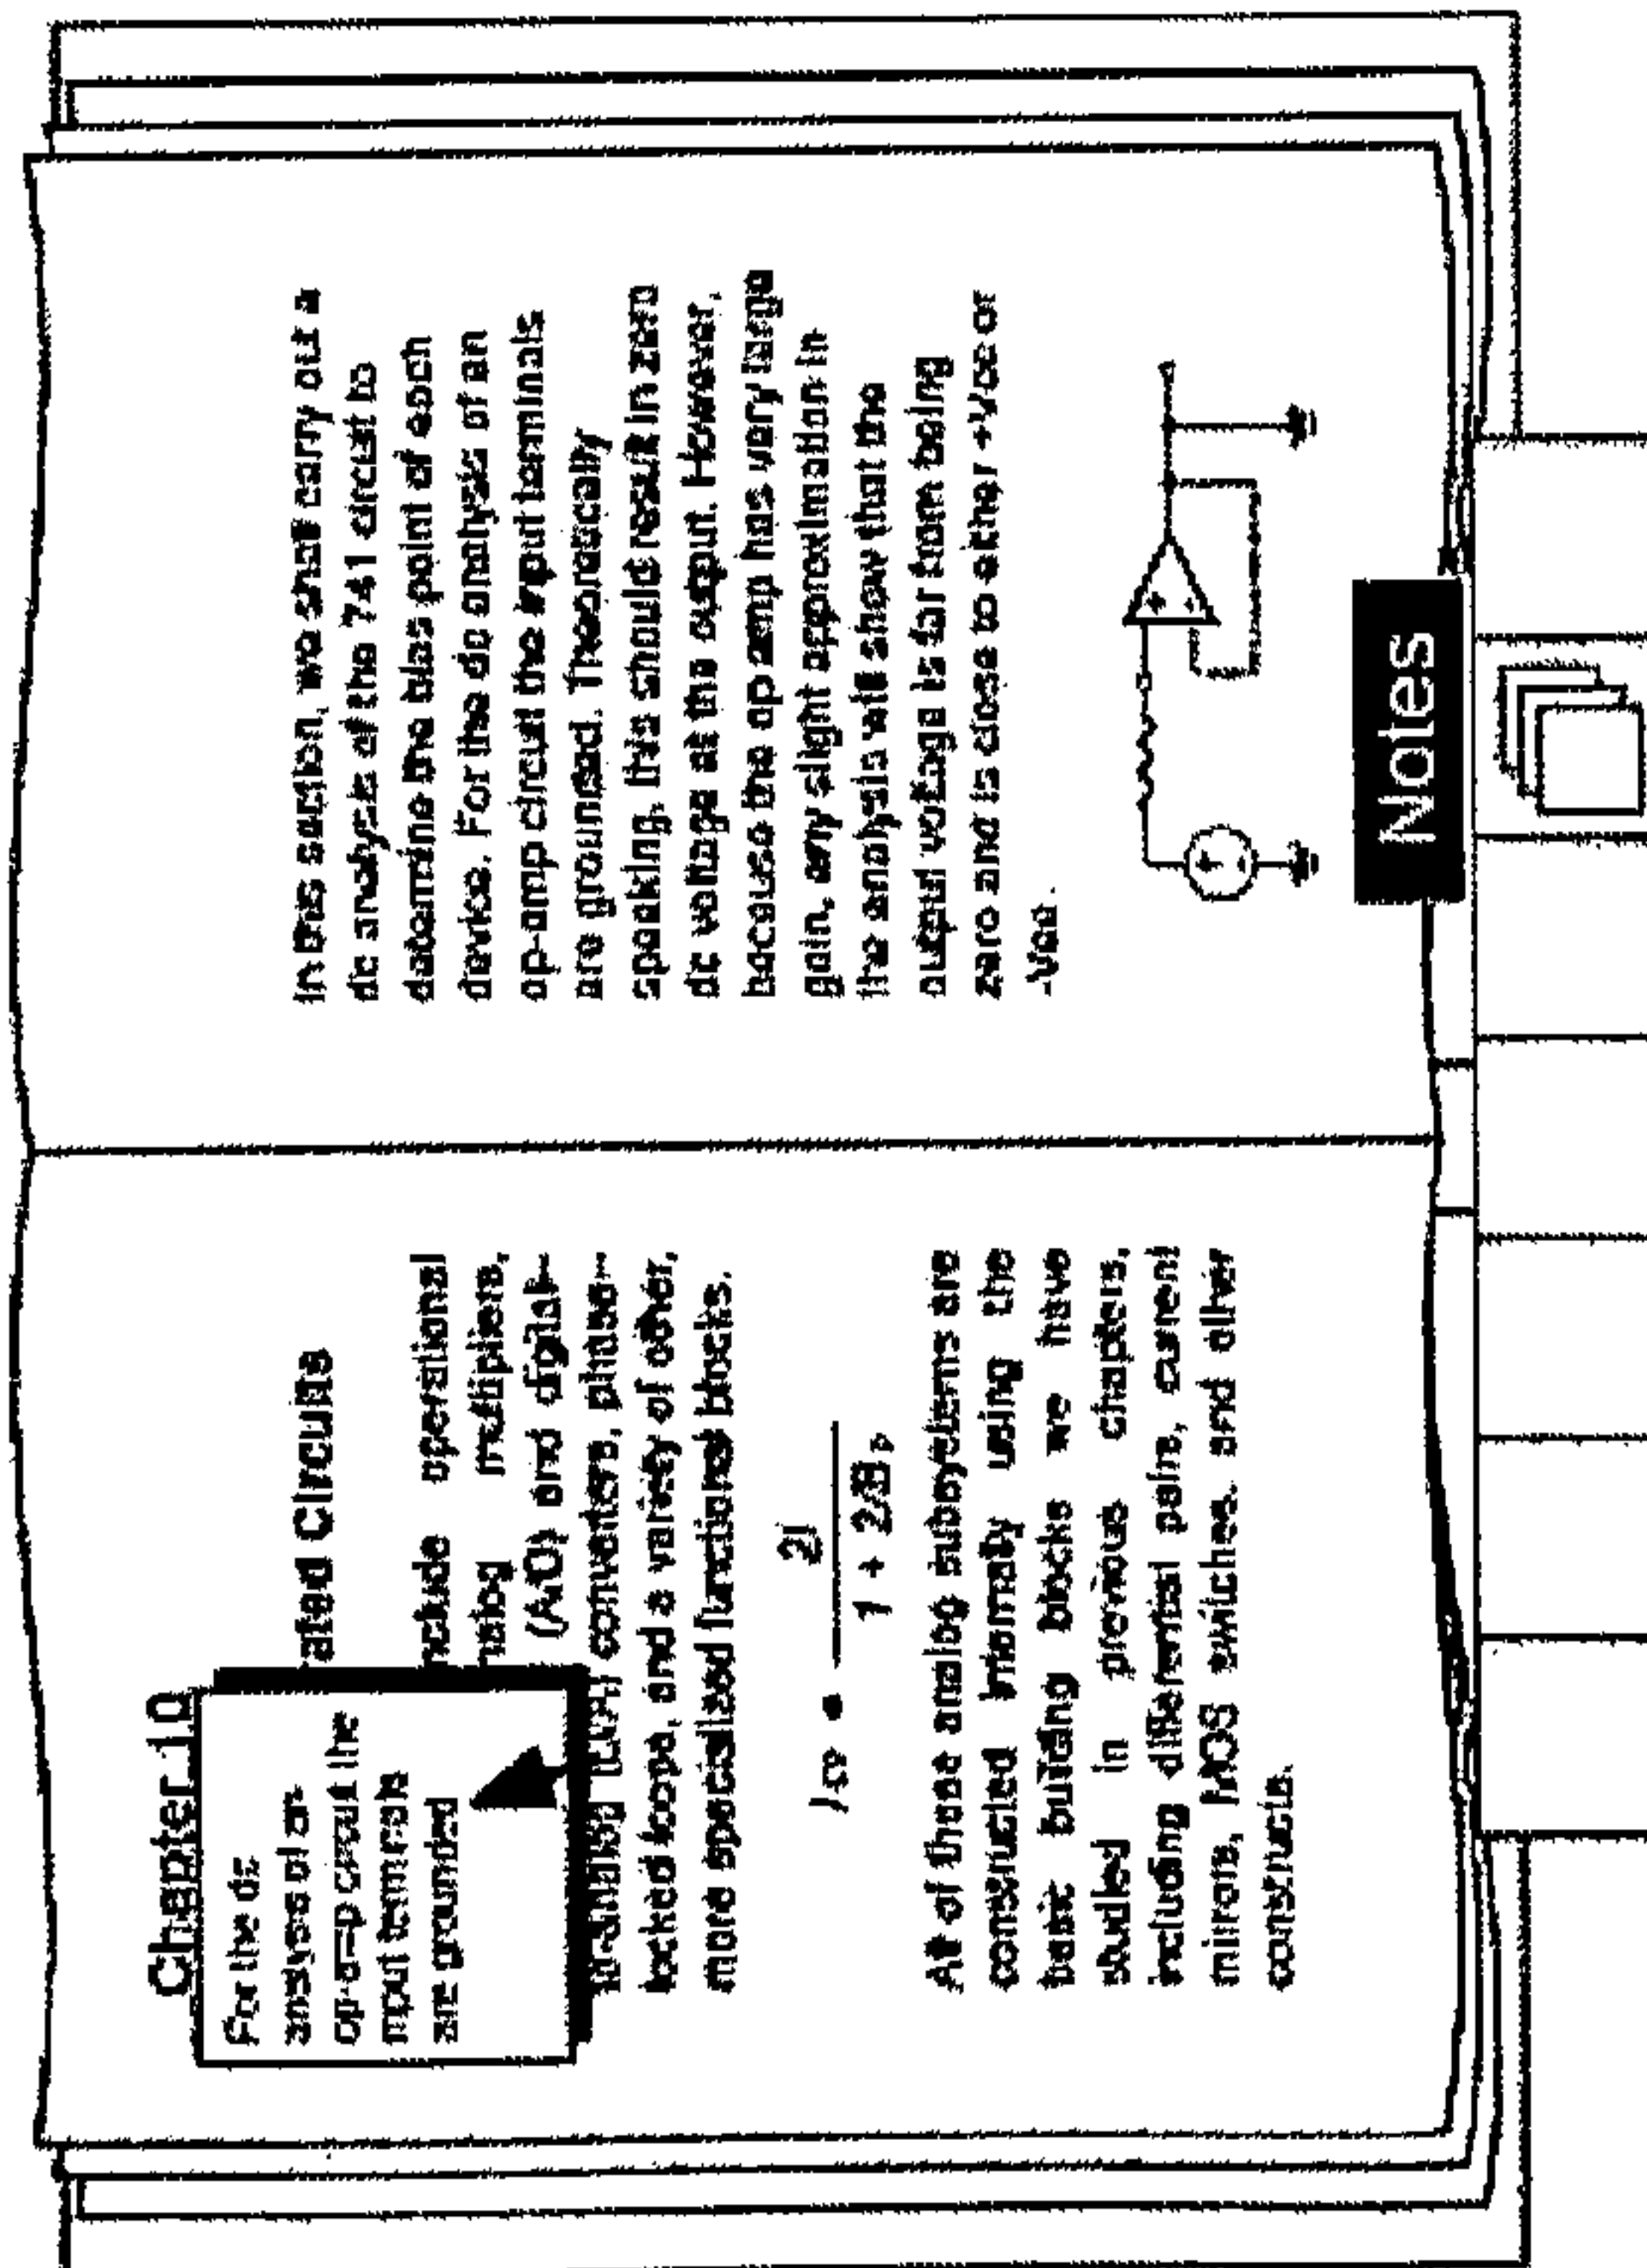 Chapter 10
For the dc
analysis of an
op-amp circuit the
input terminals
are grounded
ated Circuits
nclude operational
nalog multipliers,
(A/D) and digital-
converters, phase-
locked loops, and a variety of other,
more specialized functional blocks.
2I
1 + 2/B,
All of these analog subsystems are
constructed internally using the
basic building blocks we have
studied in previous chapters,
including differential pairs, current
mirrors, MOS switches, and other
constructs.
In this section, we shall carry out a
dc analysis of the 741 circuit to
determine the bias point of each
device. For the dc analysis of an
op-amp circuit the input terminals
are grounded. Theoretically
speaking, this should result in zero
dc voltage at the output. However,
because the op amp has very large
gain, any slight approximation in
the analysis will show that the
output voltage is far from being
zero and is close to either +Vcc or
+
-
+
-
Notes